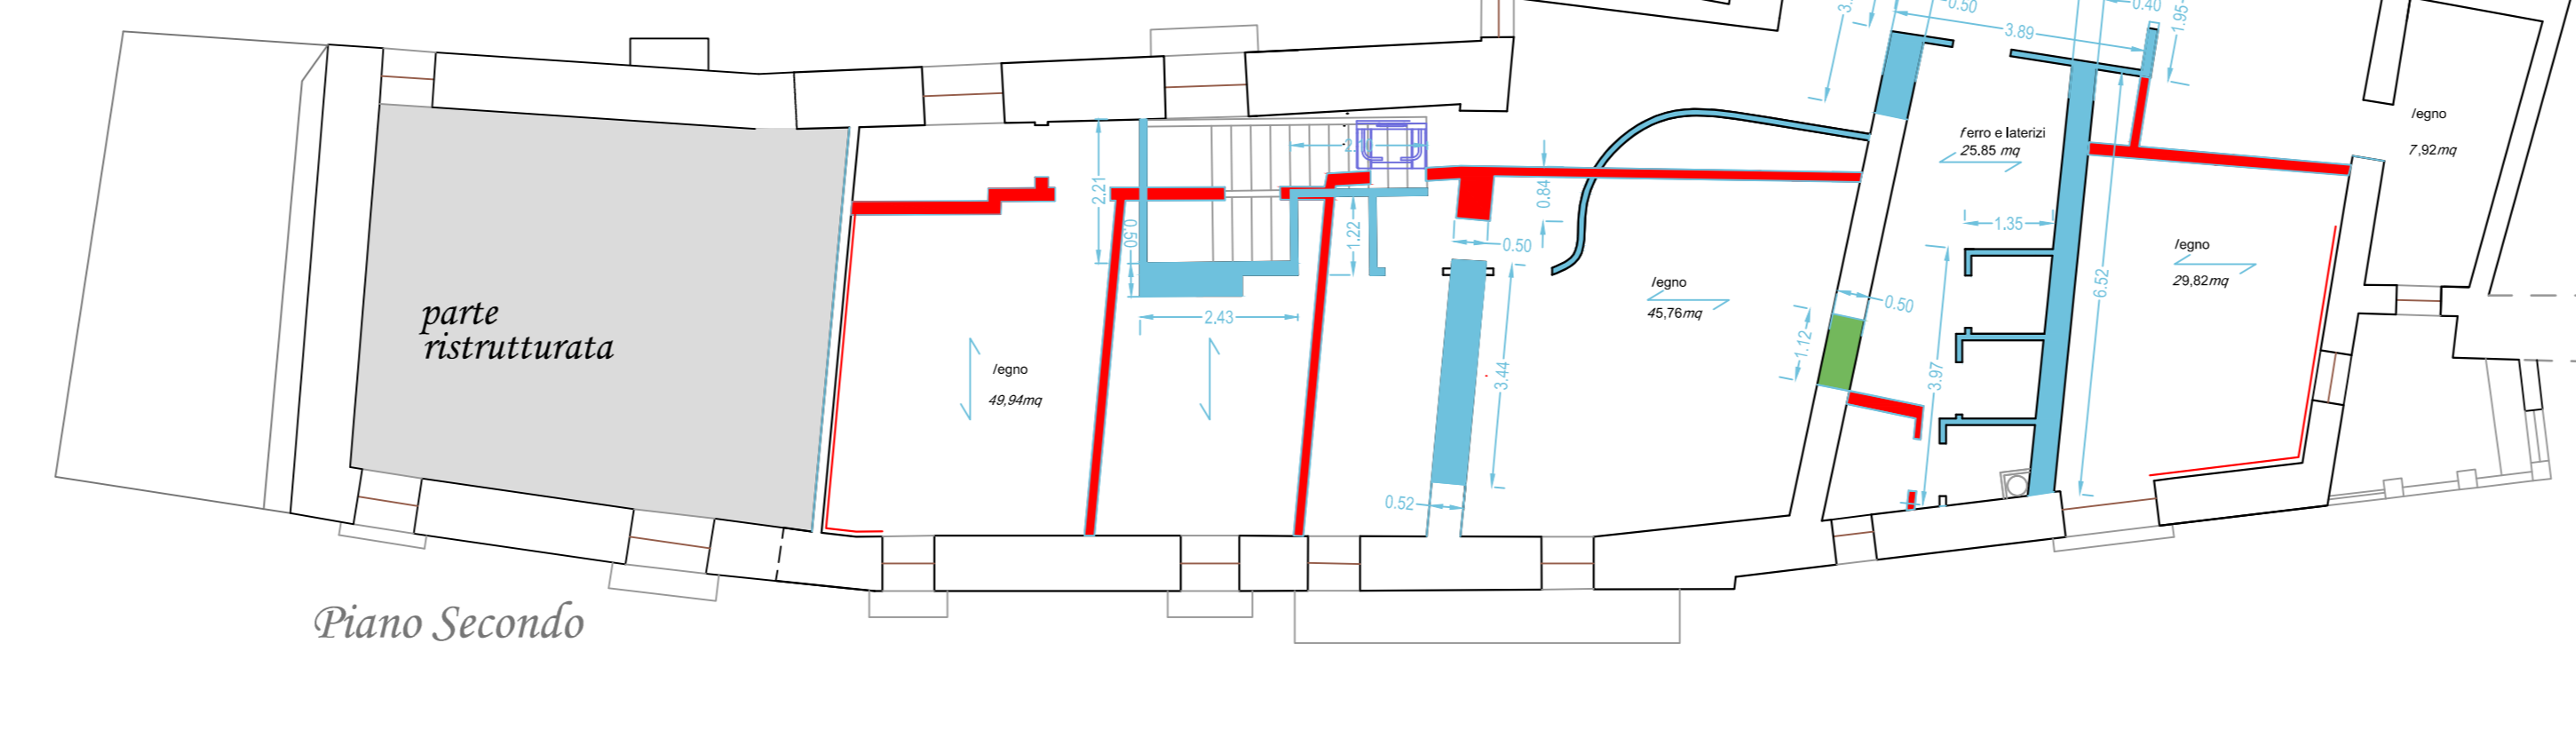 0.50
0.40
1.95
3.89
ferro e laterizi
25,85 mq
legno
7,92mq
2.21
0.50
1.22
0.84
0.50
1.35
legno
29,82mq
6.52
parte
ristrutturata
2.43
legno
45,76mq
0.50
1.12
3.97
3.44
legno
49,94mq
0.52
Piano Secondo